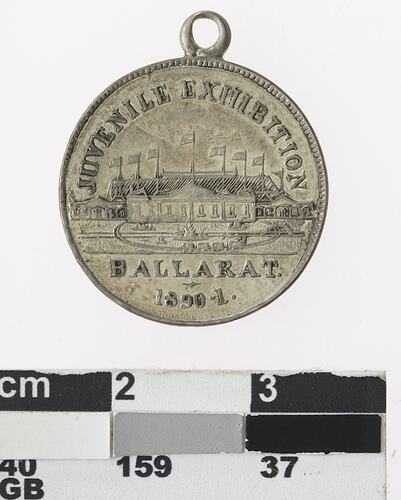 JUVENILE EXHIBITION
BALLARAT.
1890-1.
cm 2 3
40 159 37
GB